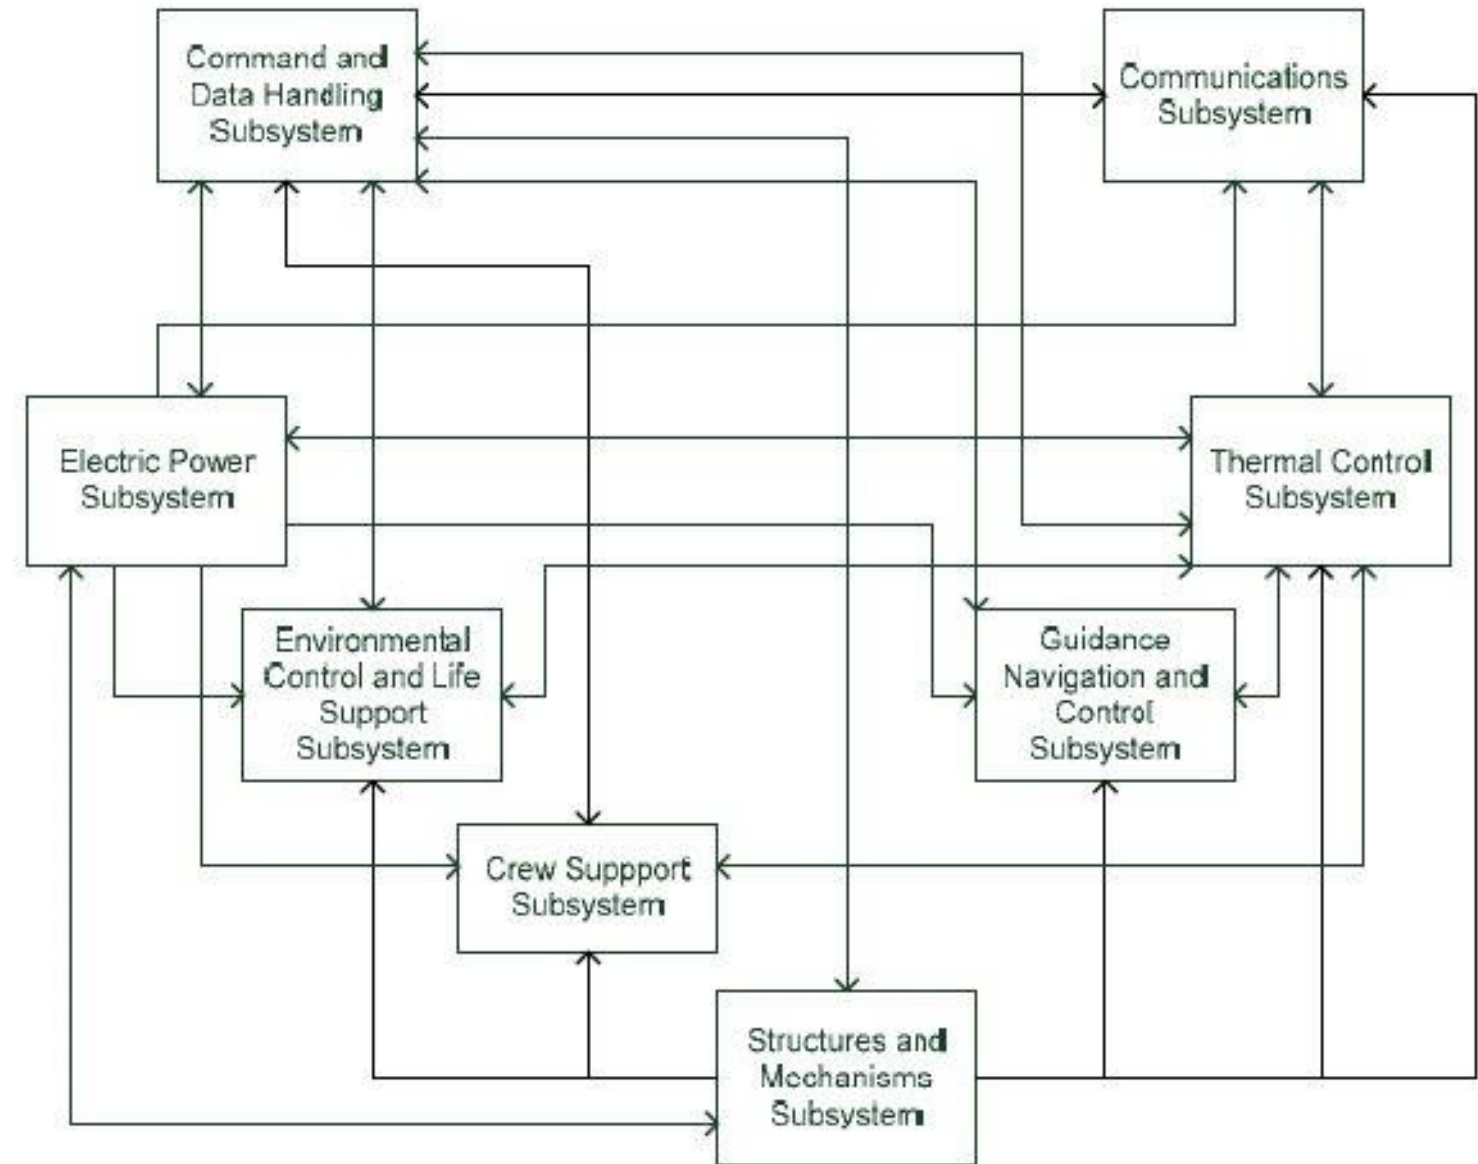 Command and
Data Handling
Subsystem
Communications
Subsystem
Electric Power
Subsystem
Thermal Control
Subsystem
Environmental
Control and Life
Support
Subsystem
Guidance
Navigation and
Control
Subsystem
Crew Suppport
Subsystem
Structures and
Mechanisms
Subsystem